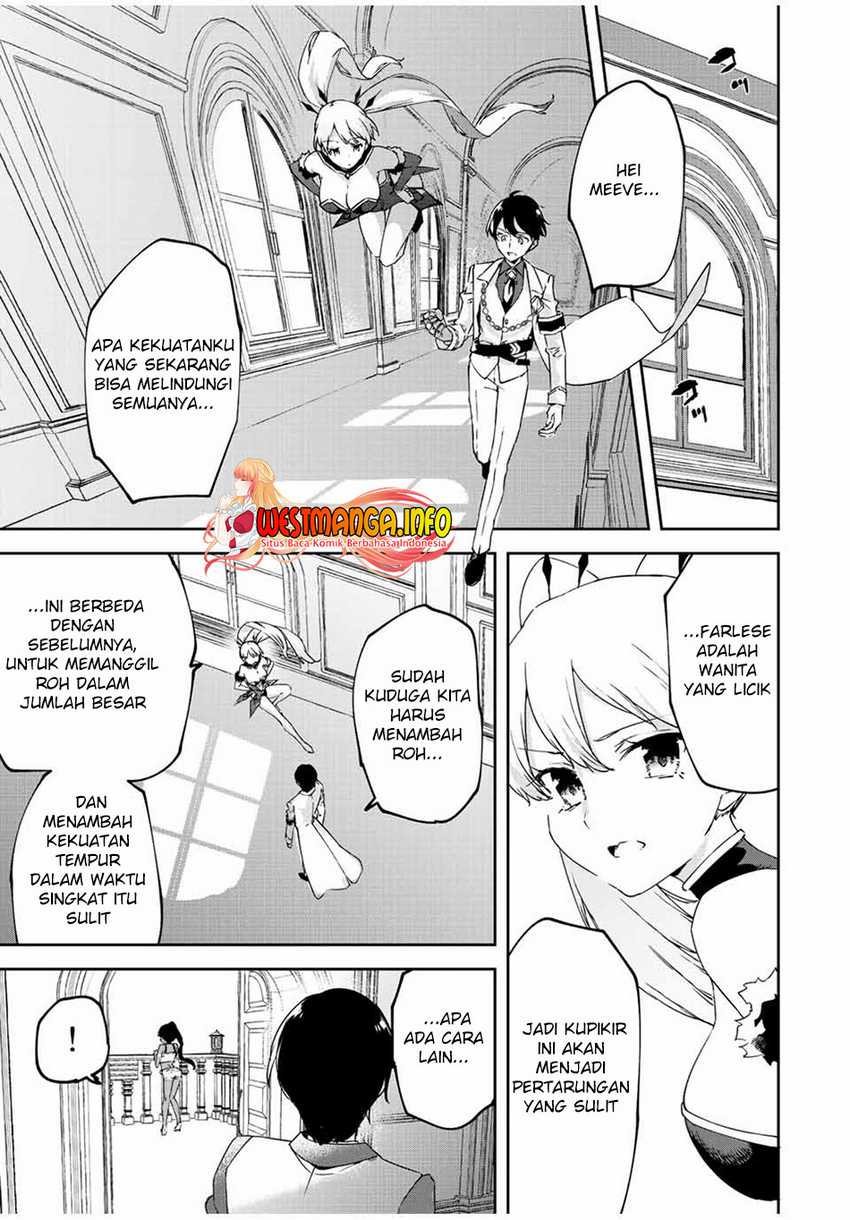 HEI
MEEVE...
APA KEKUATANKU
YANG SEKARANG
BISA MELINDUNGI
SEMUANYA...
WESTMANGA.INFO
Situs Baca Komik Berbahasa Indonesia
...FARLESE
ADALAH
WANITA
YANG LICIK
JADI KUPIKIR
INI AKAN
MENJADI
PERTARUNGAN
YANG SULIT
SUDAH
KUDUGA KITA
HARUS
MENAMBAH
ROH...
...INI BERBEDA
DENGAN
SEBELUMNYA,
UNTUK MEMANGGIL
ROH DALAM
JUMLAH BESAR
DAN
MENAMBAH
KEKUATAN
TEMPUR
DALAM WAKTU
SINGKAT ITU
SULIT
...APA
ADA CARA
LAIN...
!